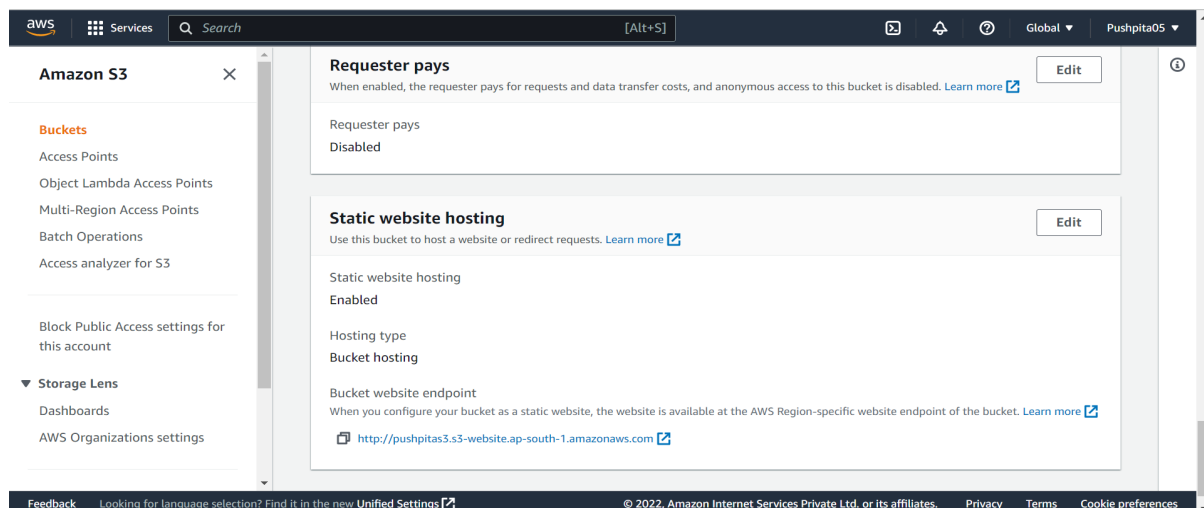 aws Services Search [Alt+S] Global Pushpita05
Amazon S3
Buckets
Access Points
Object Lambda Access Points
Multi-Region Access Points
Batch Operations
Access analyzer for S3
Block Public Access settings for
this account
Storage Lens
Dashboards
AWS Organizations settings
Requester pays
Edit
When enabled, the requester pays for requests and data transfer costs, and anonymous access to this bucket is disabled. Learn more
Requester pays
Disabled
Static website hosting
Edit
Use this bucket to host a website or redirect requests. Learn more
Static website hosting
Enabled
Hosting type
Bucket hosting
Bucket website endpoint
When you configure your bucket as a static website, the website is available at the AWS Region-specific website endpoint of the bucket. Learn more
http://pushpitas3.s3-website.ap-south-1.amazonaws.com
Feedback Looking for language selection? Find it in the new Unified Settings © 2022, Amazon Internet Services Private Ltd. or its affiliates. Privacy Terms Cookie preferences